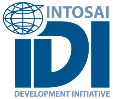 INTOSAI
IDI
DEVELOPMENT INITIATIVE